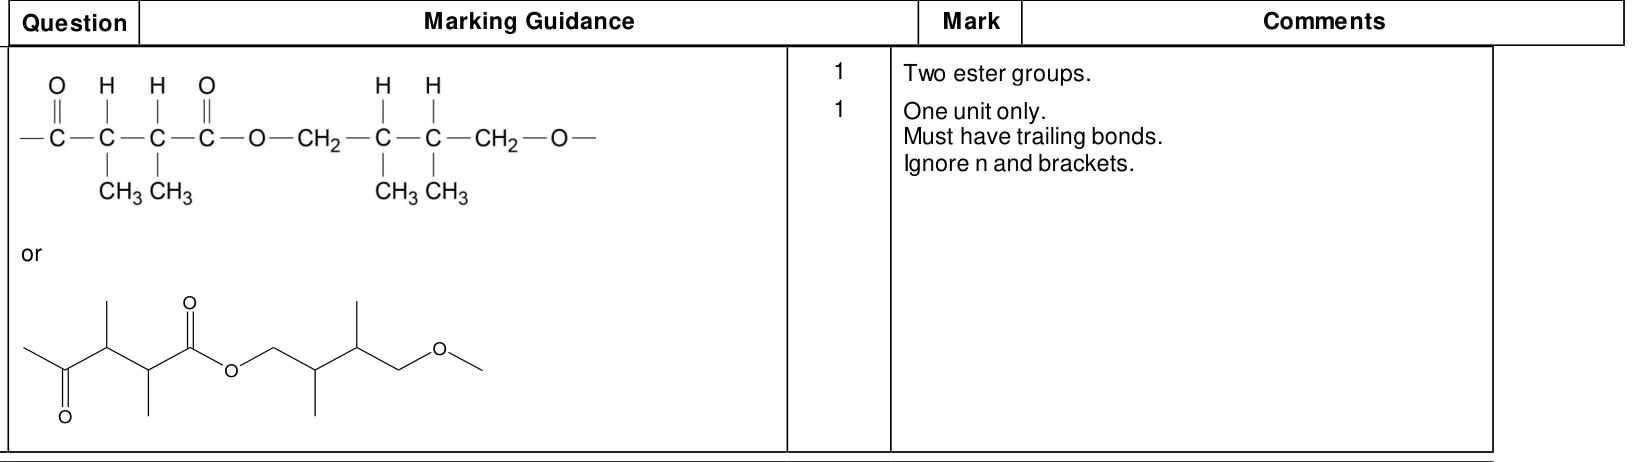 Question Marking Guidance Mark Comments
O H H O H H
— C — C — C — C — O — CH₂ — C — C — CH₂ — O —
CH₃ CH₃ CH₃ CH₃
or
O
O
O
O
1 Two ester groups.
1 One unit only.
Must have trailing bonds.
Ignore n and brackets.